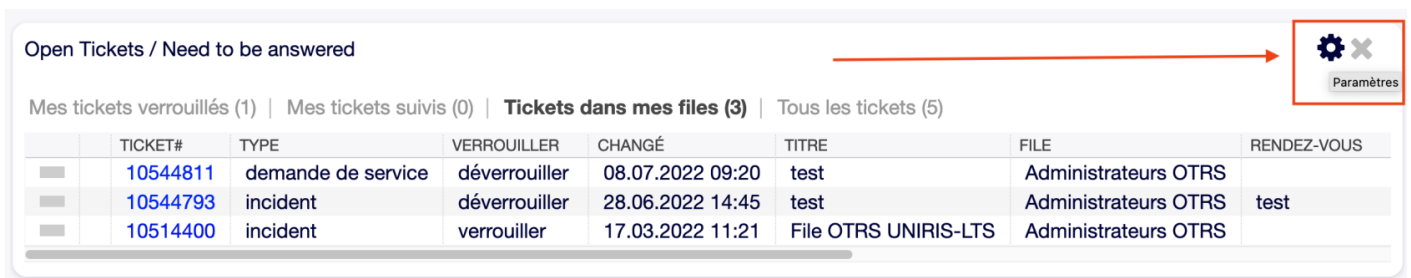 Open Tickets / Need to be answered
Paramètres
Mes tickets verrouillés (1) | Mes tickets suivis (0) | Tickets dans mes files (3) | Tous les tickets (5)
TICKET# TYPE VERROUILLER CHANGÉ TITRE FILE RENDEZ-VOUS
10544811 demande de service déverrouiller 08.07.2022 09:20 test Administrateurs OTRS
10544793 incident déverrouiller 28.06.2022 14:45 test Administrateurs OTRS test
10514400 incident verrouiller 17.03.2022 11:21 File OTRS UNIRIS-LTS Administrateurs OTRS